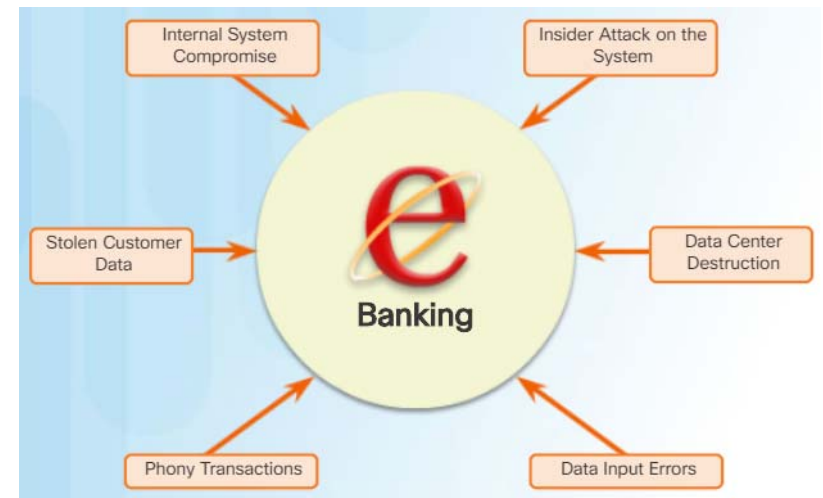 Internal System
Compromise
Insider Attack on the
System
Stolen Customer
Data
e
Banking
Data Center
Destruction
Phony Transactions
Data Input Errors